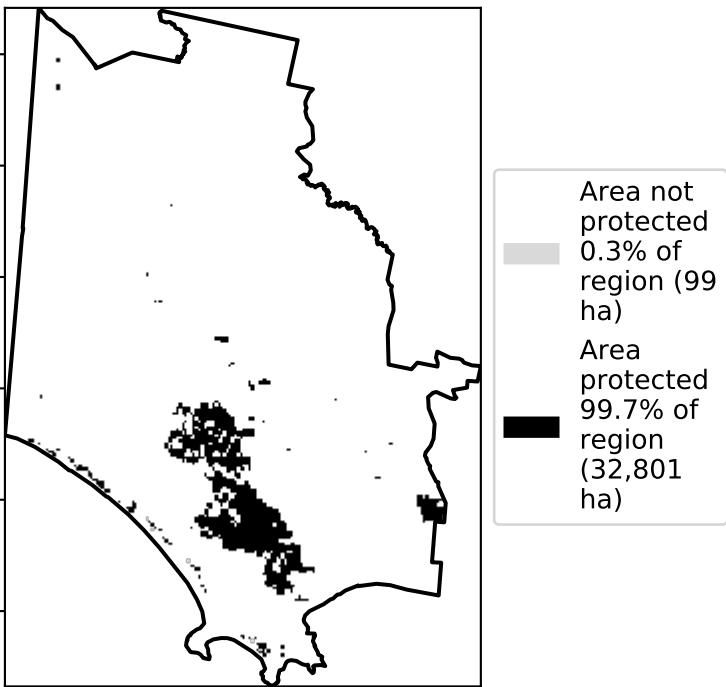 Area not
protected
0.3% of
region (99
ha)
Area
protected
99.7% of
region
(32,801
ha)